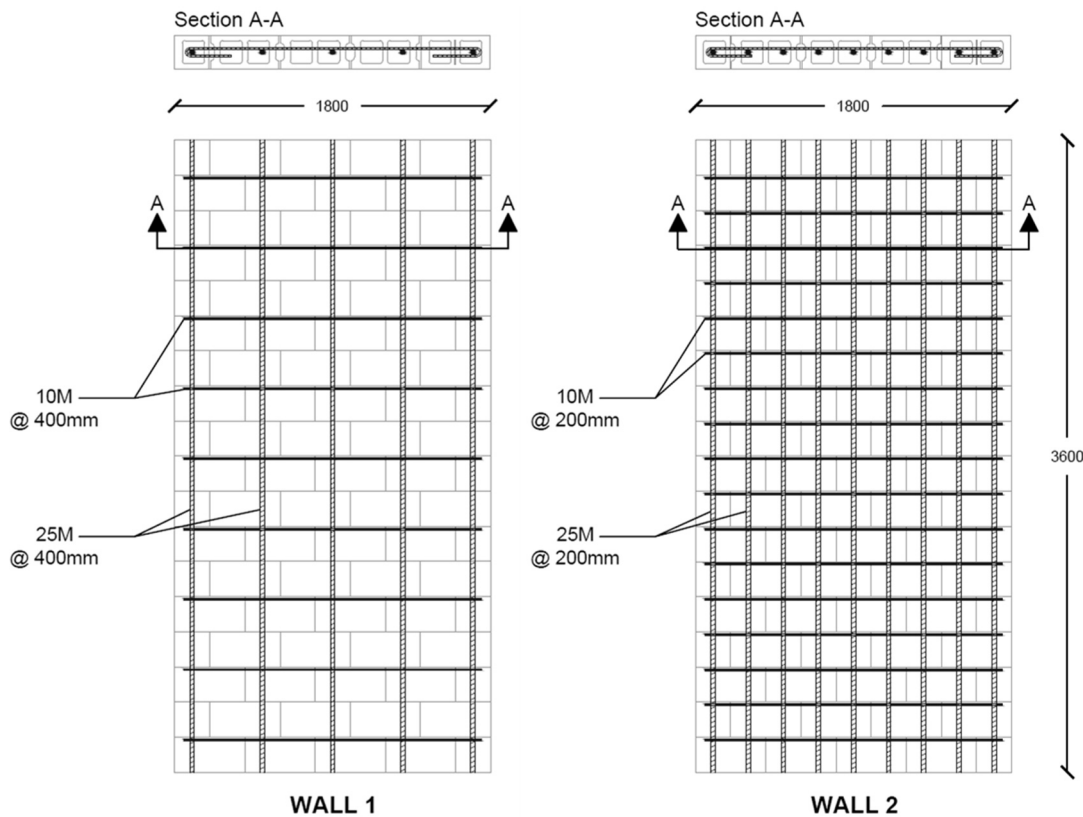 Section A-A
Section A-A
1800
1800
A
A
A
A
10M
@ 400mm
10M
@ 200mm
3600
25M
@ 400mm
25M
@ 200mm
WALL 1
WALL 2